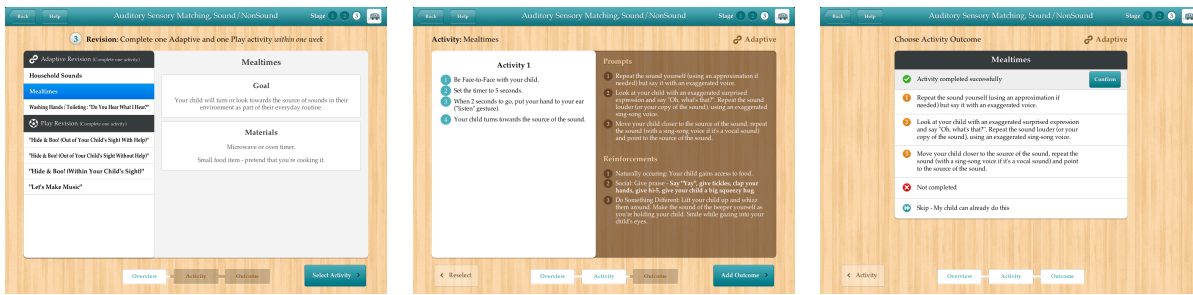 Back
Help
Auditory Sensory Matching, Sound/NonSound
Stage 1 2 3
3 Revision: Complete one Adaptive and one Play activity within one week
Adaptive Revision (Complete one activity)
Household Sounds
Mealtimes
Washing Hands / Toileting : "Do You Hear What I Hear?"
Play Revision (Complete one activity)
"Hide & Boo! (Out of Your Child's Sight With Help)"
"Hide & Boo! (Out of Your Child's Sight Without Help)"
"Hide & Boo! (Within Your Child's Sight)"
"Let's Make Music"
Mealtimes
Goal
Your child will turn or look towards the source of sounds in their
environment as part of their everyday routine.
Materials
Microwave or oven timer.
Small food item - pretend that you're cooking it.
Overview
Activity
Outcome
Select Activity
Back
Help
Auditory Sensory Matching, Sound/NonSound
Stage 1 2 3
Activity: Mealtimes
Adaptive
Activity 1
1 Be Face-to-Face with your child.
2 Set the timer to 5 seconds.
3 When 2 seconds to go, put your hand to your ear
("listen" gesture).
4 Your child turns towards the source of the sound.
Prompts
1 Repeat the sound yourself (using an approximation if
needed) but say it with an exaggerated voice.
2 Look at your child with an exaggerated surprised
expression and say "Oh, what's that?". Repeat the sound
louder (or your copy of the sound), using an exaggerated
sing-song voice.
3 Move your child closer to the source of the sound, repeat
the sound (with a sing-song voice if it's a vocal sound)
and point to the source of the sound.
Reinforcements
1 Naturally occuring: Your child gains access to food.
2 Social: Give praise - Say "Yay", give tickles, clap your
hands, give hi-5, give your child a big squeezy hug.
3 Do Something Different: Lift your child up and whizz
them around. Make the sound of the beeper yourself as
you're holding your child. Smile while gazing into your
child's eyes.
Reselect
Overview
Activity
Outcome
Add Outcome
Back
Help
Auditory Sensory Matching, Sound/NonSound
Stage 1 2 3
Choose Activity Outcome
Adaptive
Mealtimes
Activity completed successfully
Confirm
1 Repeat the sound yourself (using an approximation if
needed) but say it with an exaggerated voice.
2 Look at your child with an exaggerated surprised expression
and say "Oh, what's that?". Repeat the sound louder (or your
copy of the sound), using an exaggerated sing-song voice.
3 Move your child closer to the source of the sound, repeat the
sound (with a sing-song voice if it's a vocal sound) and point
to the source of the sound.
Not completed
Skip - My child can already do this
Activity
Overview
Activity
Outcome